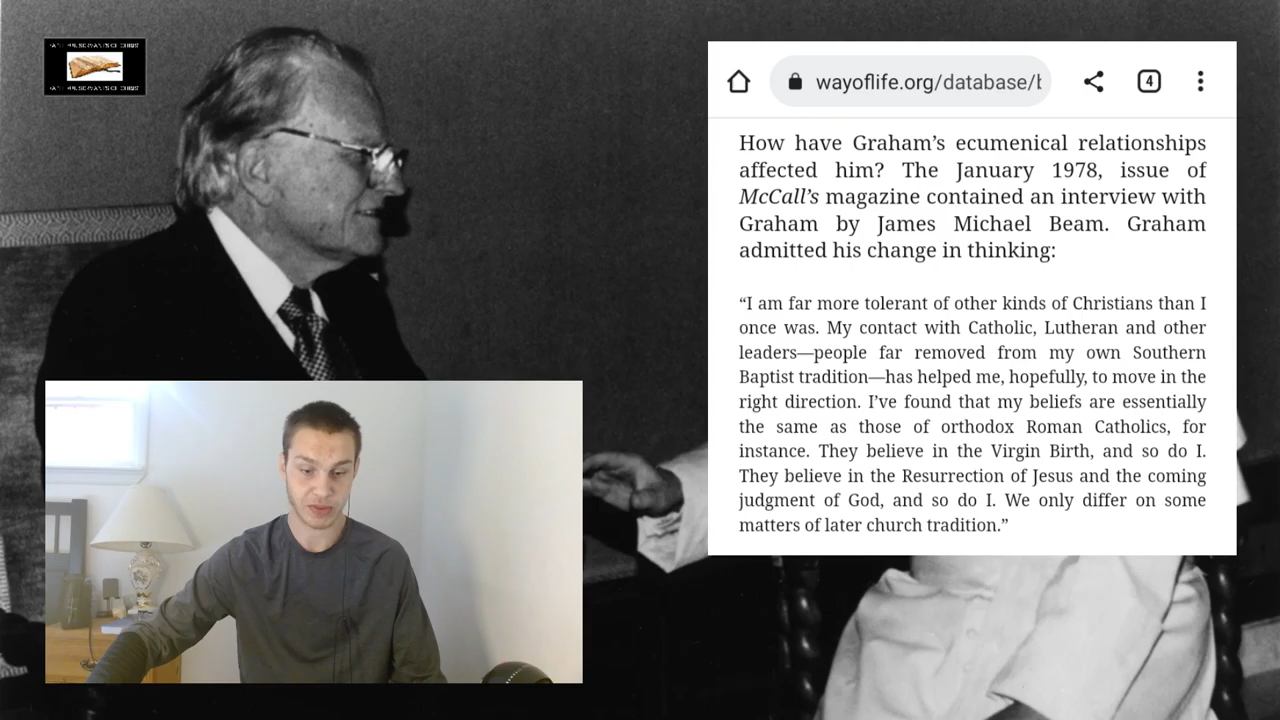 wayoflife.org/database/b
4
How have Graham’s ecumenical relationships
affected him? The January 1978, issue of
McCall’s magazine contained an interview with
Graham by James Michael Beam. Graham
admitted his change in thinking:
“I am far more tolerant of other kinds of Christians than I
once was. My contact with Catholic, Lutheran and other
leaders—people far removed from my own Southern
Baptist tradition—has helped me, hopefully, to move in the
right direction. I’ve found that my beliefs are essentially
the same as those of orthodox Roman Catholics, for
instance. They believe in the Virgin Birth, and so do I.
They believe in the Resurrection of Jesus and the coming
judgment of God, and so do I. We only differ on some
matters of later church tradition.”